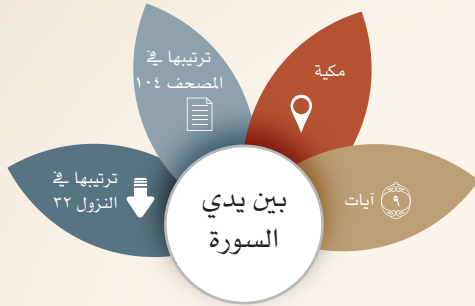 ترتيبها في
المصحف ١٠٤
مكية
ترتيبها في
النزول ٣٢
٩ آيات
بين يدي
السورة